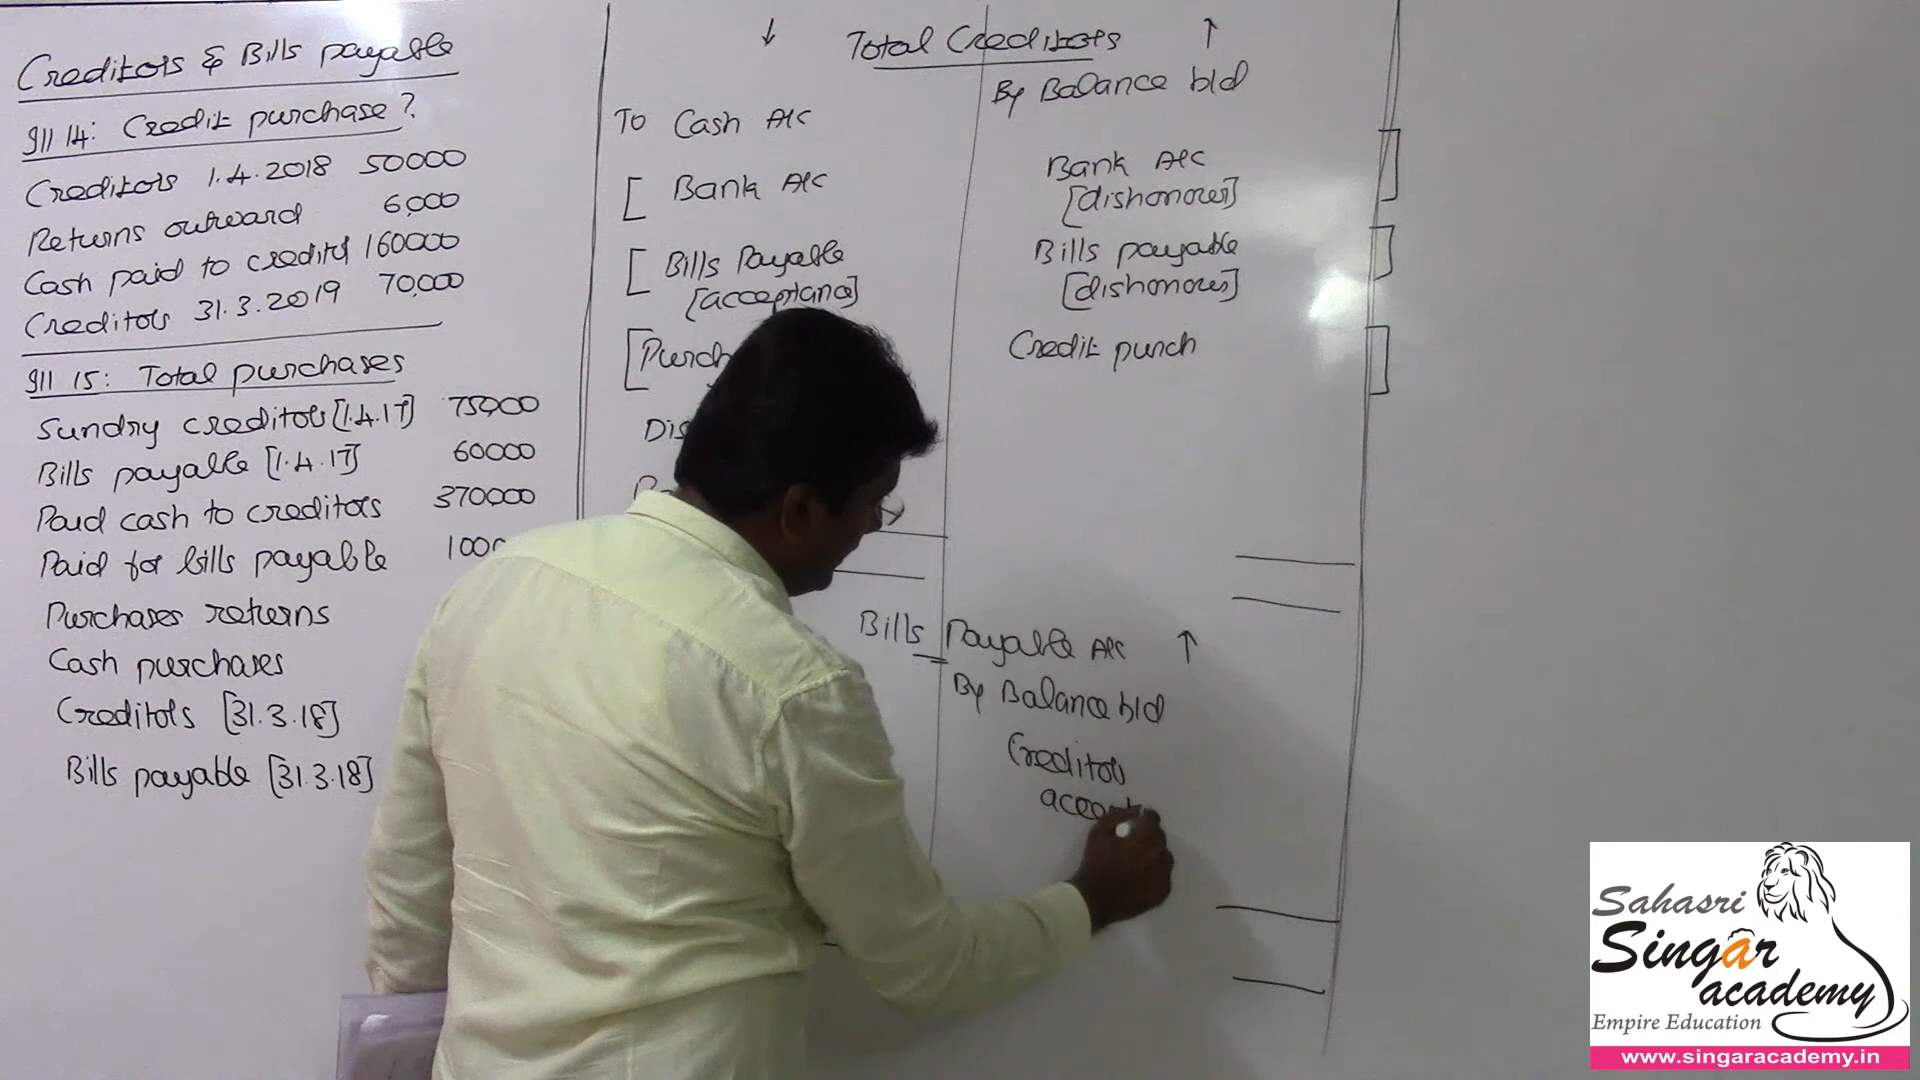 Creditors & Bills payable
Ill 14: Credit purchase?
Creditors 1.4.2018 50000
Returns outward 6,000
Cash paid to creditors 160000
Creditors 31.3.2019 70,000
Ill 15: Total purchases
Sundry creditors [1.4.17] 75000
Bills payable [1.4.17] 60000
Paid cash to creditors 370000
Paid for bills payable
Purchases returns
Cash purchases
Creditors [31.3.18]
Bills payable [31.3.18]
↓ Total Creditors ↑
To Cash A/c
[ Bank A/c
[ Bills Payable
[acceptance]
By Balance b/d
Bank A/c
[dishonour]
Bills payable
[dishonour]
Credit purch
Bills Payable A/c ↑
By Balance b/d
Creditors
Sahasri
Singar
academy
Empire Education
www.singaracademy.in